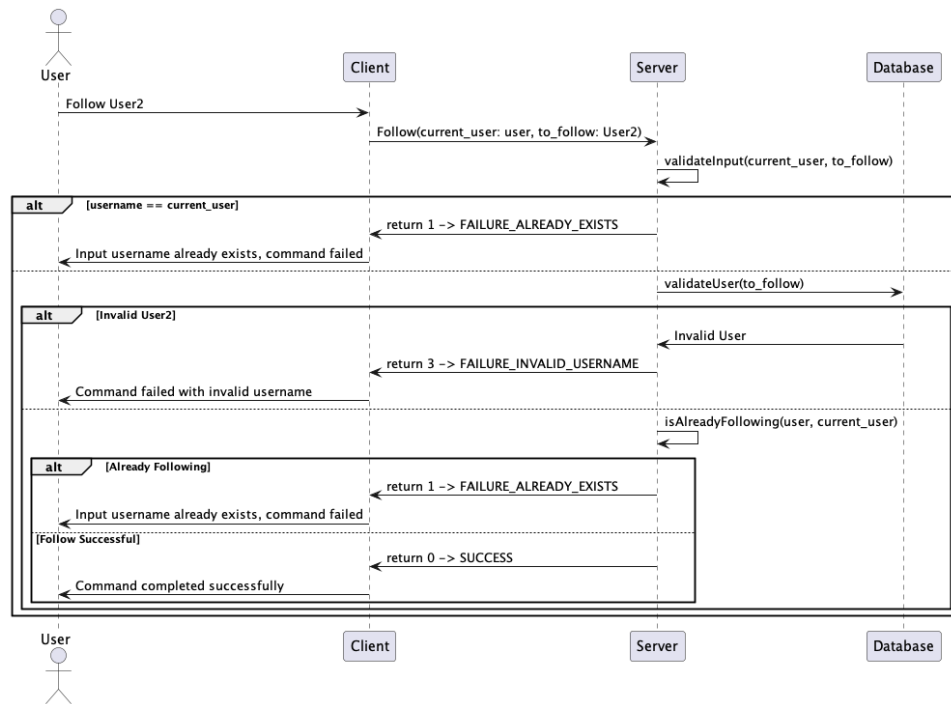 User
Client
Server
Database
Follow User2
Follow(current_user: user, to_follow: User2)
validateInput(current_user, to_follow)
alt
[username == current_user]
return 1 -> FAILURE_ALREADY_EXISTS
Input username already exists, command failed
validateUser(to_follow)
alt
[Invalid User2]
Invalid User
return 3 -> FAILURE_INVALID_USERNAME
Command failed with invalid username
isAlreadyFollowing(user, current_user)
alt
[Already Following]
return 1 -> FAILURE_ALREADY_EXISTS
Input username already exists, command failed
[Follow Successful]
return 0 -> SUCCESS
Command completed successfully
User
Client
Server
Database